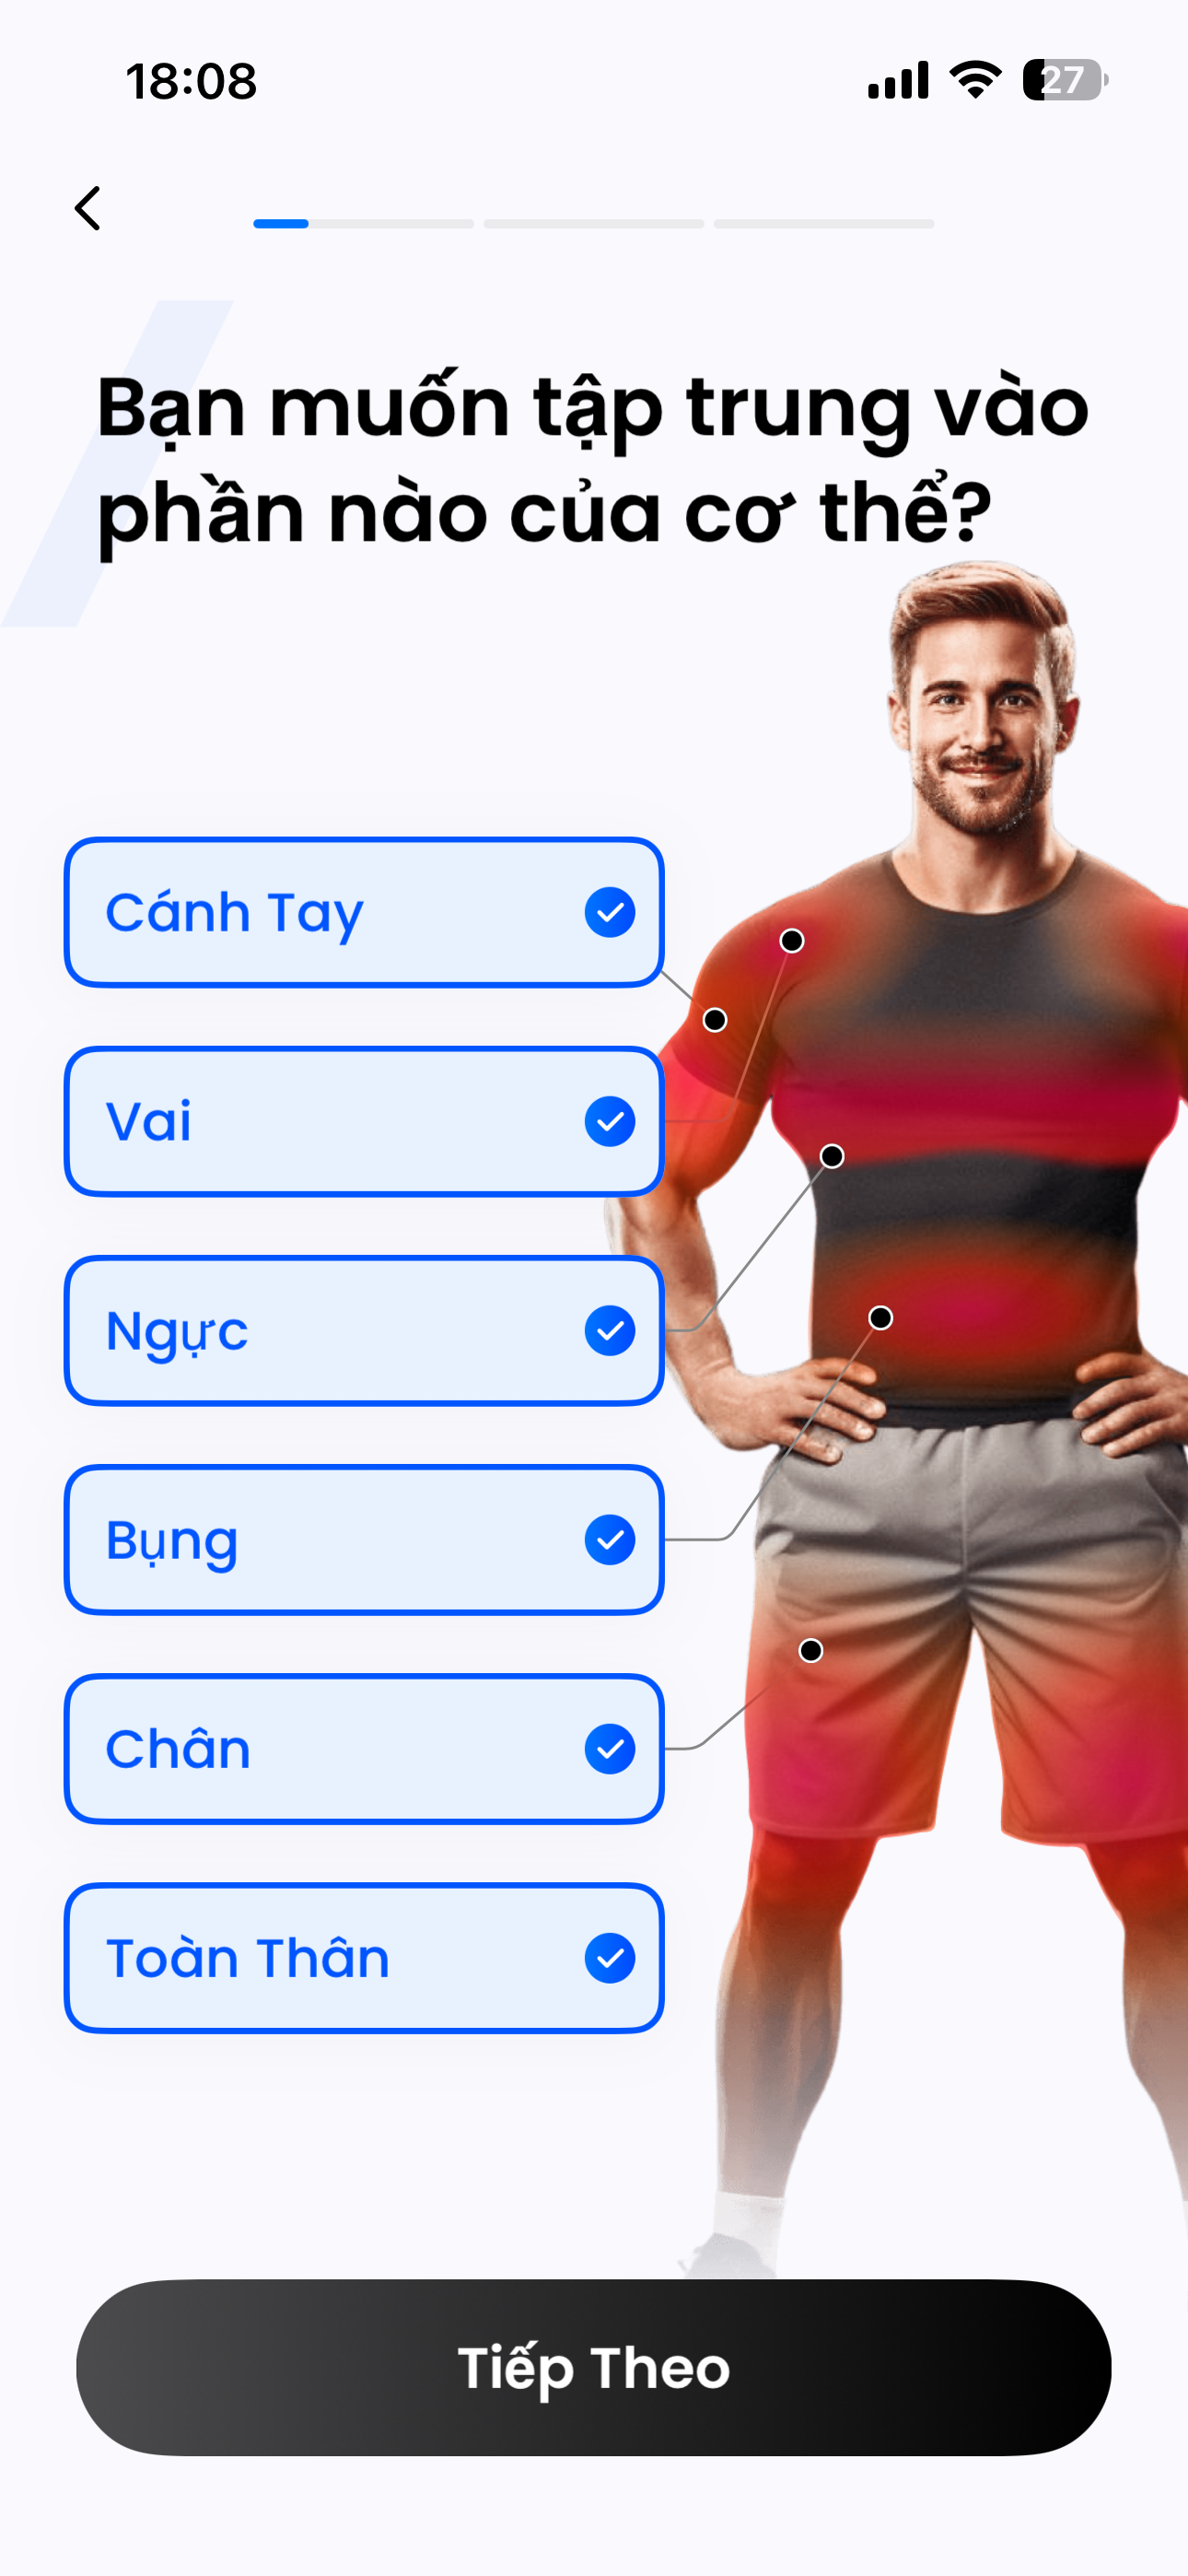 18:08
27
Bạn muốn tập trung vào
phần nào của cơ thể?
Cánh Tay
Vai
Ngực
Bụng
Chân
Toàn Thân
Tiếp Theo